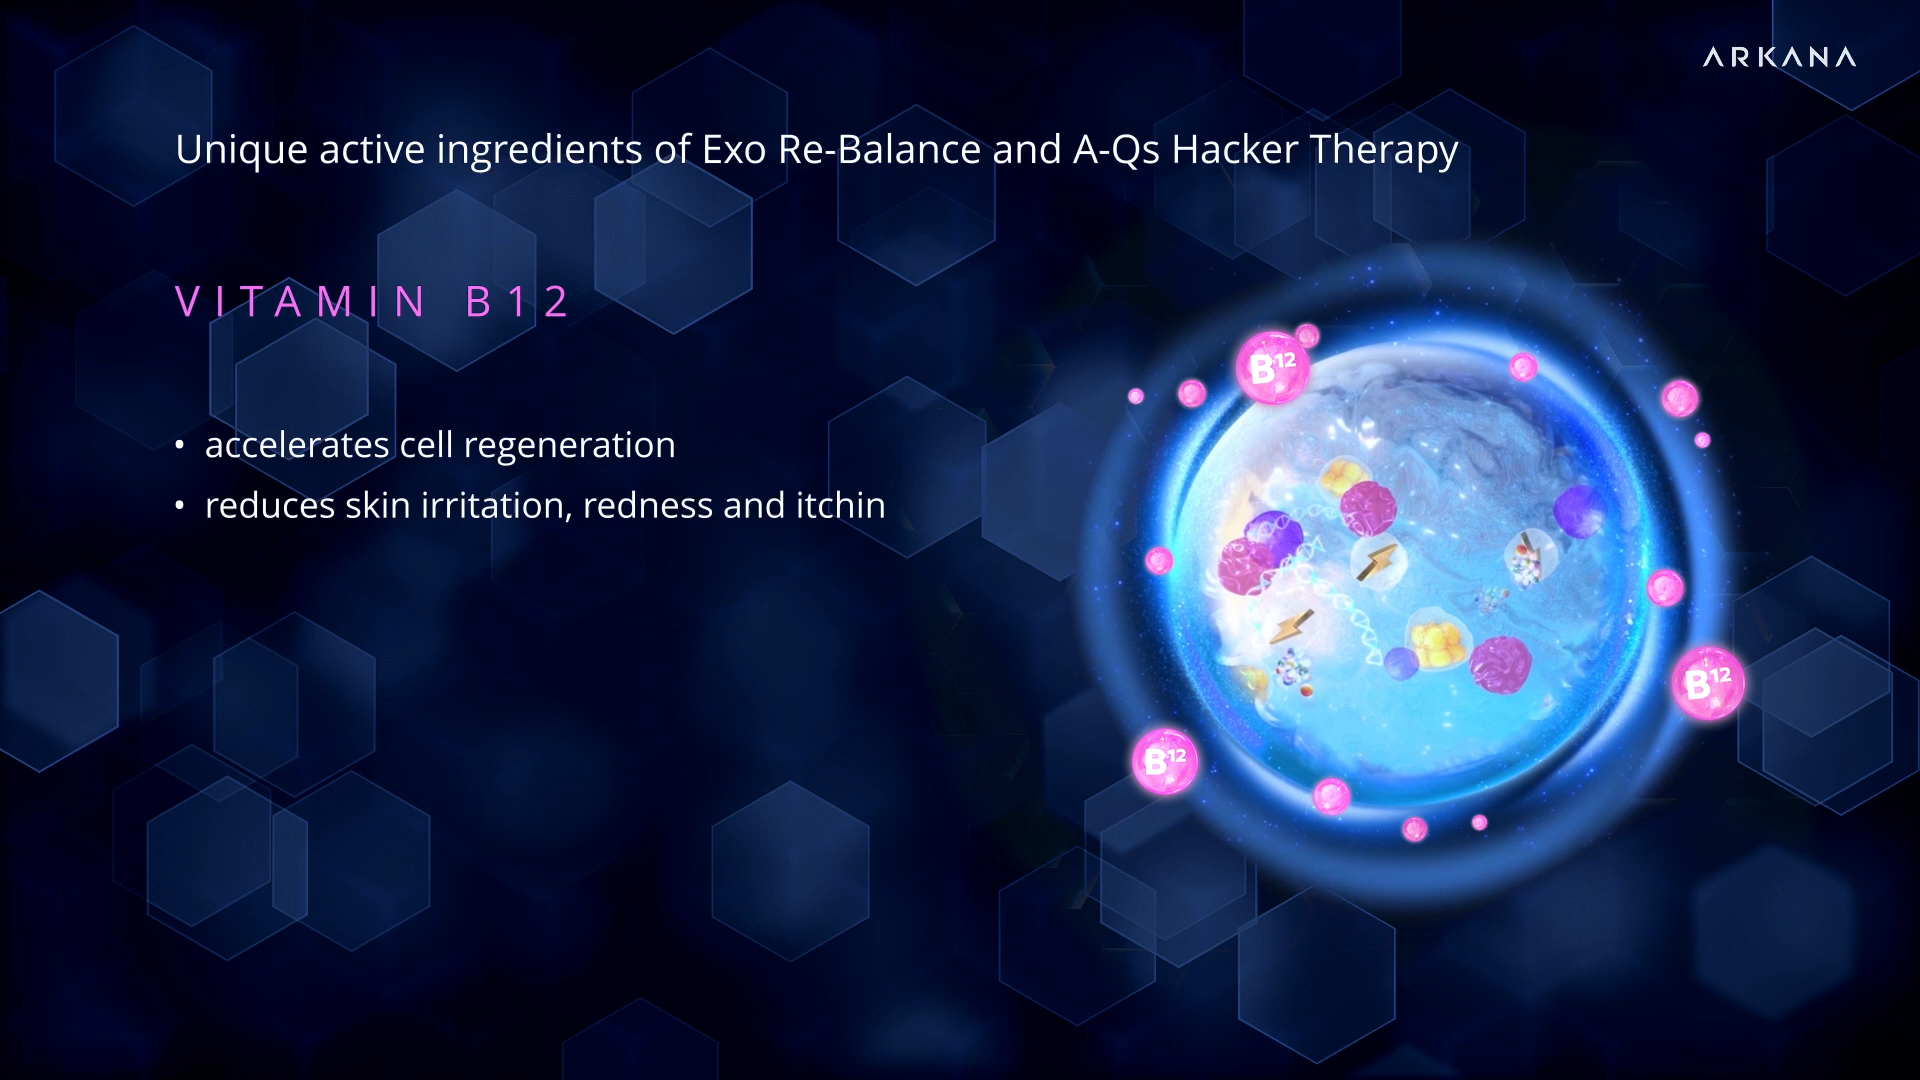 ARKANA
Unique active ingredients of Exo Re-Balance and A-Qs Hacker Therapy
VITAMIN B12
• accelerates cell regeneration
• reduces skin irritation, redness and itchin
B12
B12
B12